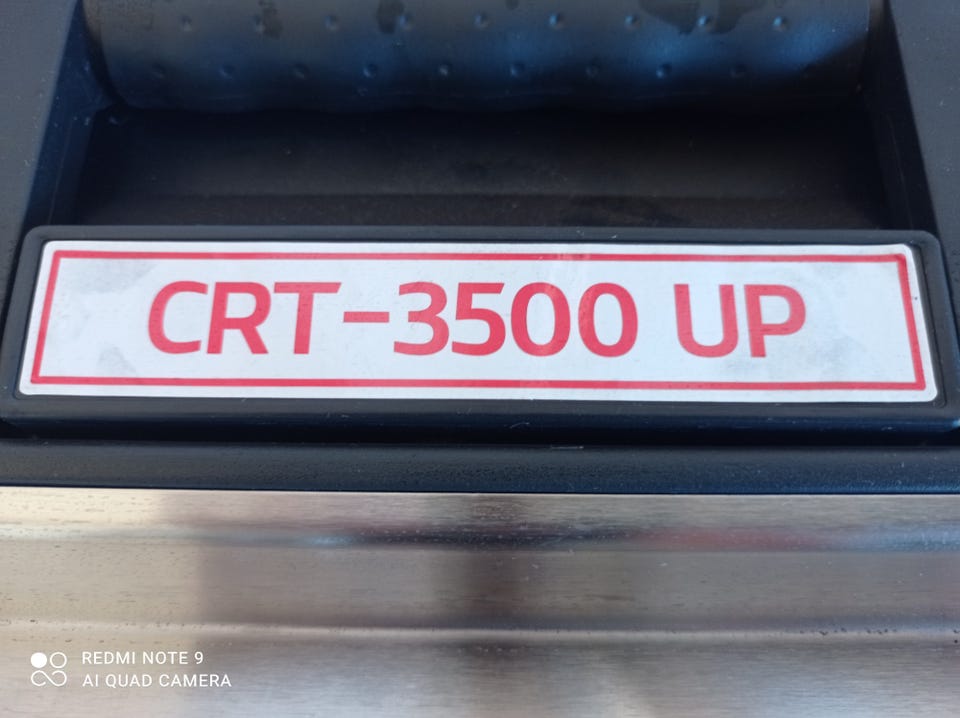 CRT-3500 UP
REDMI NOTE 9
AI QUAD CAMERA